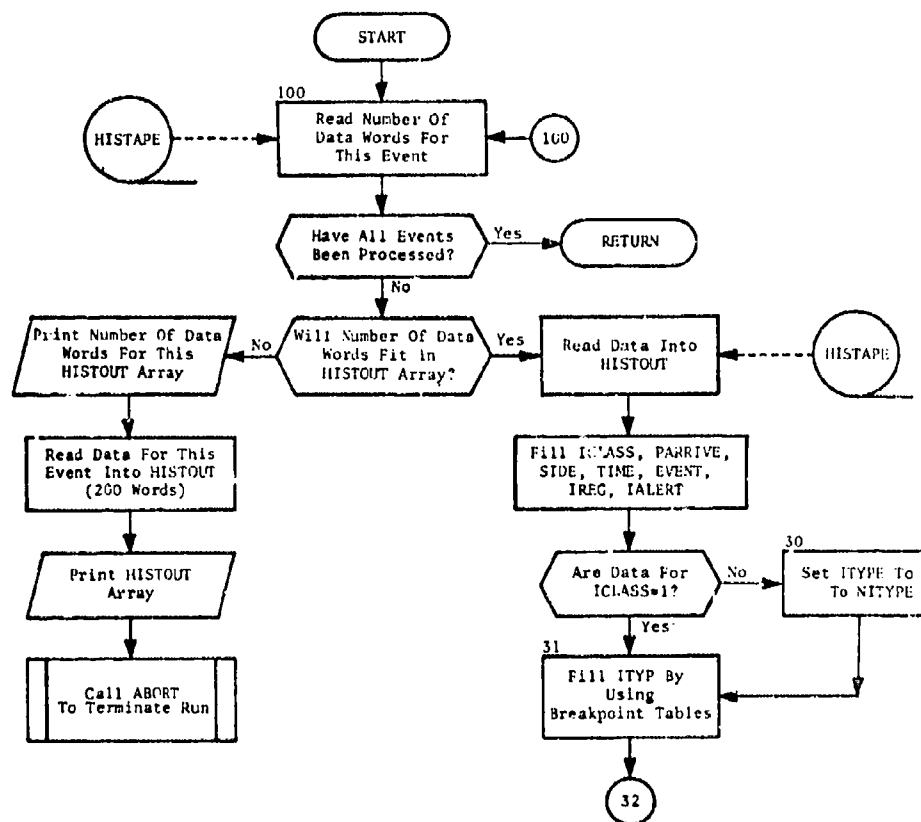 START
100
Read Number Of
Data Words For
This Event
HISTAPE
100
Have All Events
Been Processed?
Yes
RETURN
No
Print Number Of Data
Words For This
HISTOUT Array
No
Will Number Of Data
Words Fit in
HISTOUT Array?
Yes
Read Data Into
HISTOUT
HISTAPE
Read Data For This
Event Into HISTOUT
(200 Words)
Fill ICLASS, PARRIVE,
SIDE, TIME, EVENT,
IREG, IALERT
Print HISTOUT
Array
Are Data For
ICLASS=1?
No
30
Set ITYPE To
To NITYPE
Yes
31
Fill ITYP By
Using
Breakpoint Tables
Call ABORT
To Terminate Run
32